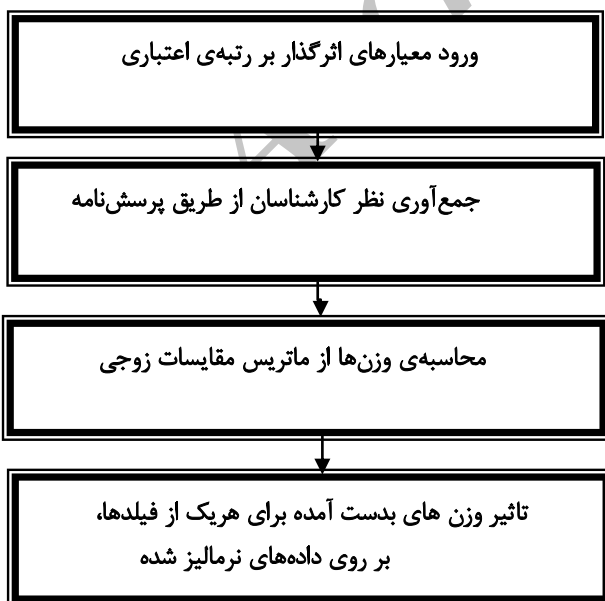 ورود معیارهای اثرگذار بر رتبه‌ی اعتباری
جمع‌آوری نظر کارشناسان از طریق پرسش‌نامه
محاسبه‌ی وزن‌ها از ماتریس مقایسات زوجی
تاثیر وزن های بدست آمده برای هریک از فیلدها،
بر روی داده‌های نرمالیز شده